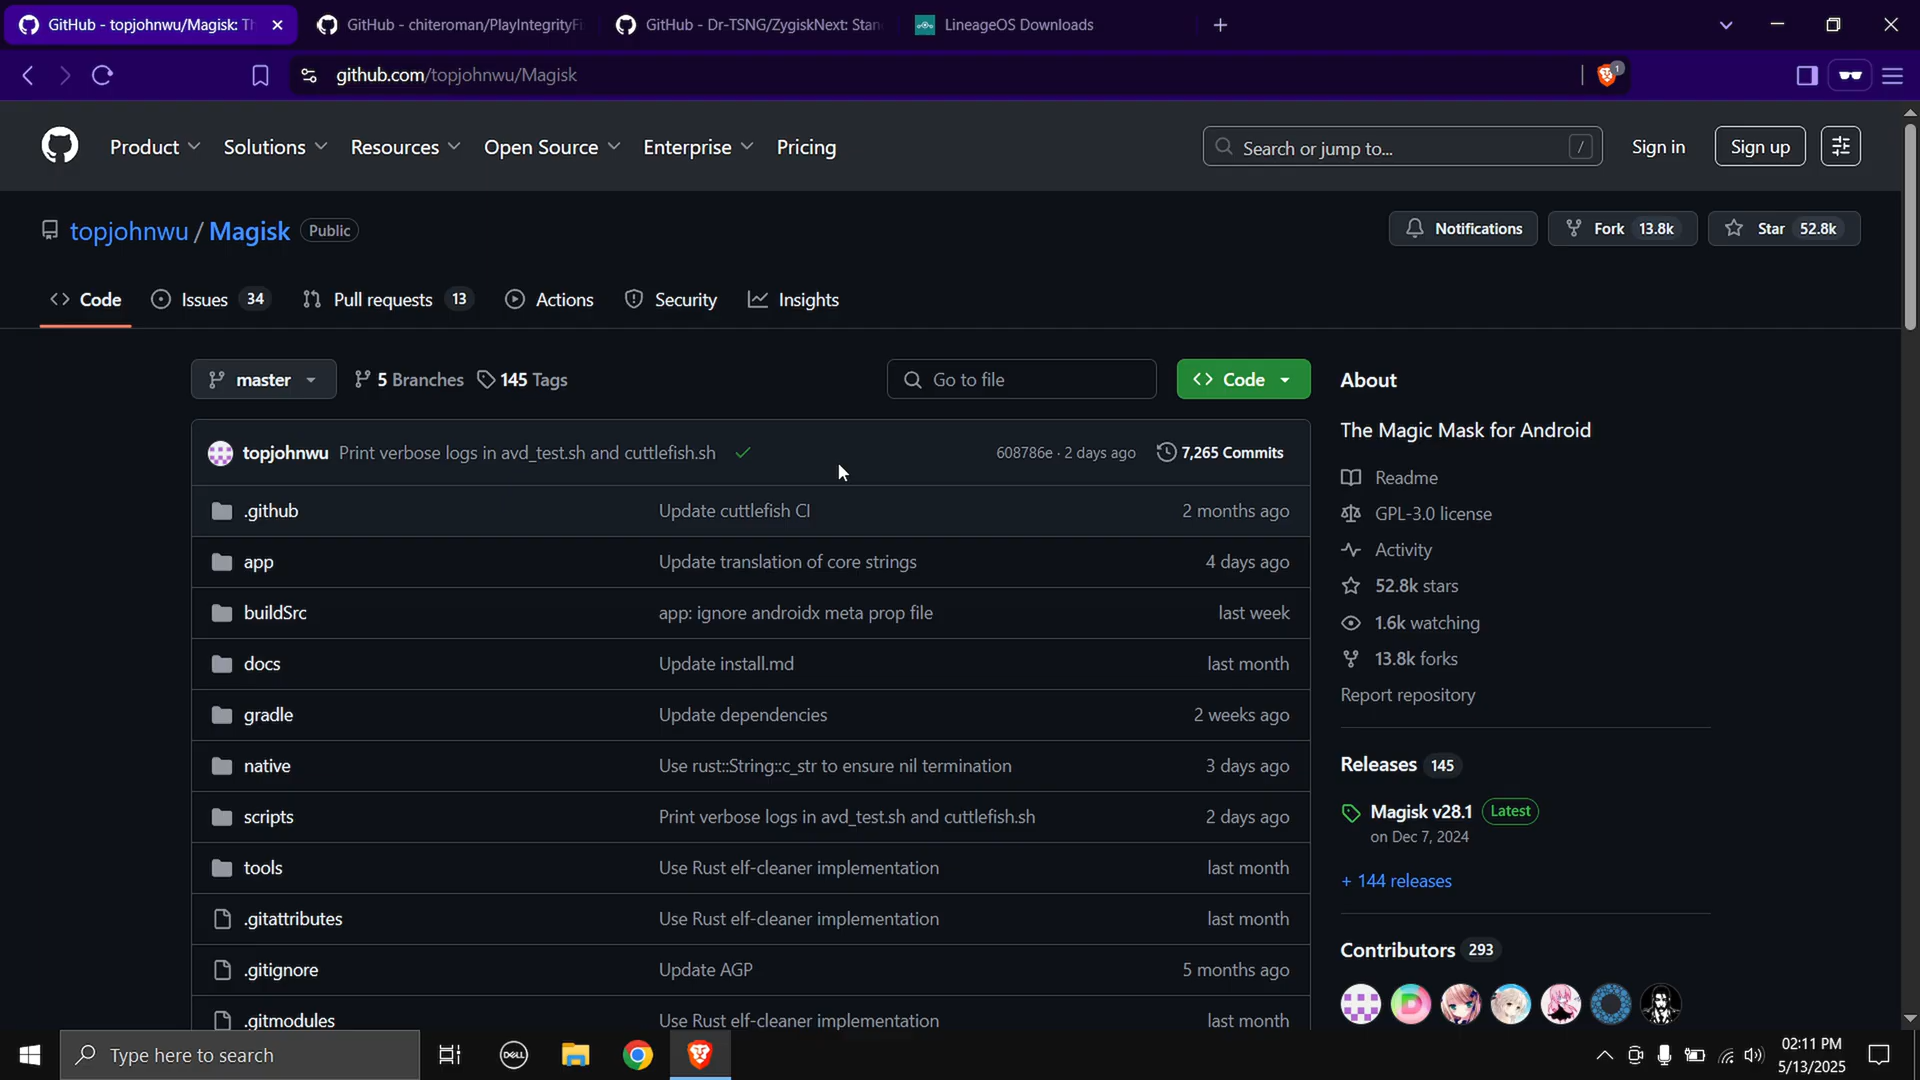 GitHub - topjohnwu/Magisk: Th
GitHub - chiteroman/PlayIntegrityFi
GitHub - Dr-TSNG/ZygiskNext: Stan
LineageOS Downloads
github.com/topjohnwu/Magisk
1
Product
Solutions
Resources
Open Source
Enterprise
Pricing
Search or jump to...
/
Sign in
Sign up
topjohnwu / Magisk Public
Notifications
Fork 13.8k
Star 52.8k
Code
Issues 34
Pull requests 13
Actions
Security
Insights
master
5 Branches
145 Tags
Go to file
Code
topjohnwu Print verbose logs in avd_test.sh and cuttlefish.sh 608786e · 2 days ago 7,265 Commits
.github Update cuttlefish CI 2 months ago
app Update translation of core strings 4 days ago
buildSrc app: ignore androidx meta prop file last week
docs Update install.md last month
gradle Update dependencies 2 weeks ago
native Use rust::String::c_str to ensure nil termination 3 days ago
scripts Print verbose logs in avd_test.sh and cuttlefish.sh 2 days ago
tools Use Rust elf-cleaner implementation last month
.gitattributes Use Rust elf-cleaner implementation last month
.gitignore Update AGP 5 months ago
.gitmodules Use Rust elf-cleaner implementation last month
About
The Magic Mask for Android
Readme
GPL-3.0 license
Activity
52.8k stars
1.6k watching
13.8k forks
Report repository
Releases 145
Magisk v28.1 Latest
on Dec 7, 2024
+ 144 releases
Contributors 293
Type here to search
DELL
02:11 PM
5/13/2025